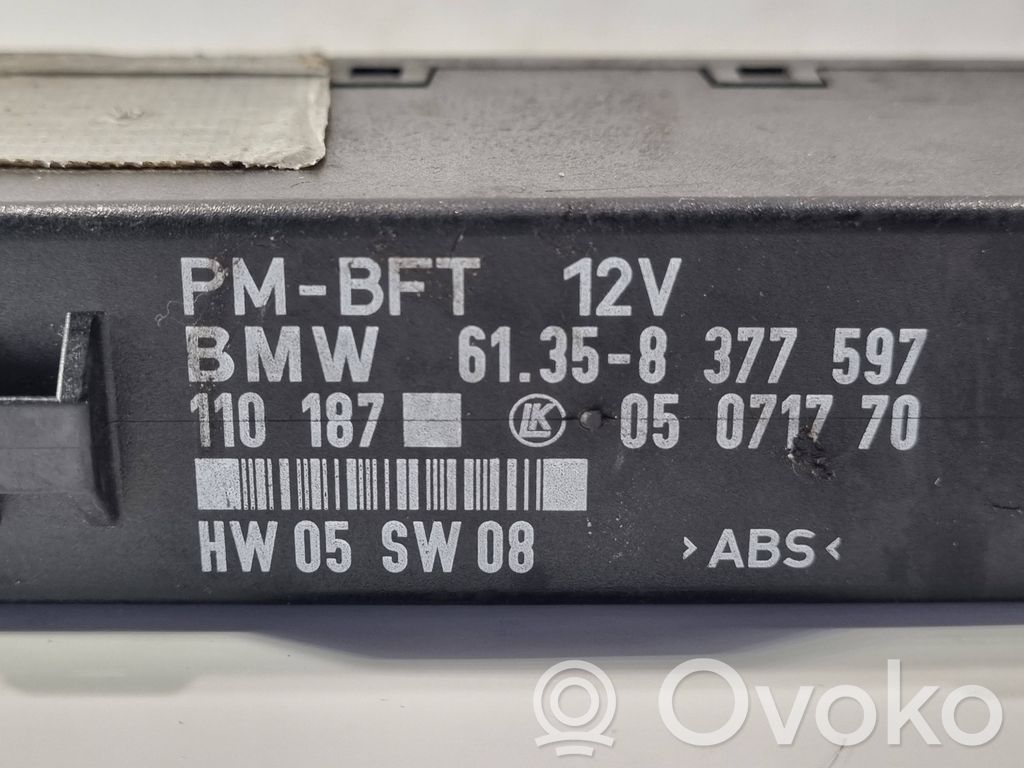 PM-BFT 12V
BMW 61.35-8 377 597
110 187 LK 05 0717 70
HW 05 SW 08 >ABS<
Ovoko